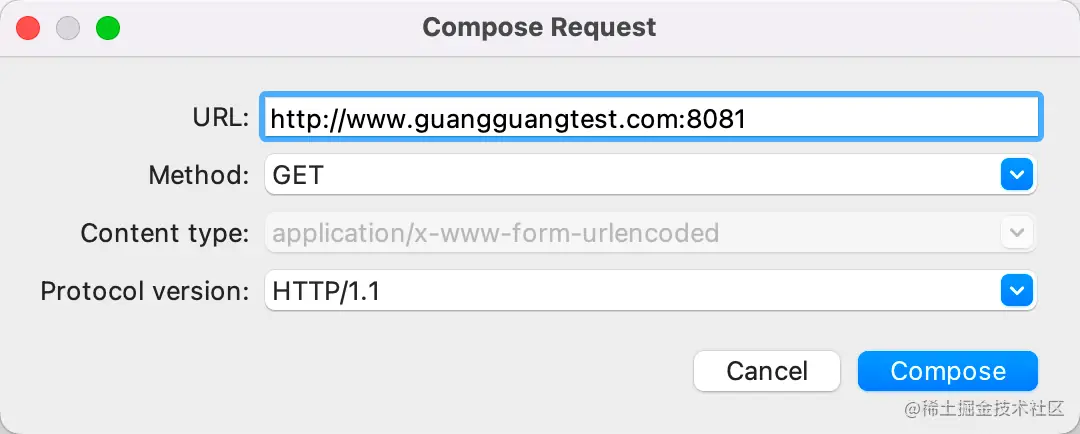 Compose Request
URL: http://www.guangguangtest.com:8081
Method: GET
Content type: application/x-www-form-urlencoded
Protocol version: HTTP/1.1
Cancel Compose
@稀土掘金技术社区